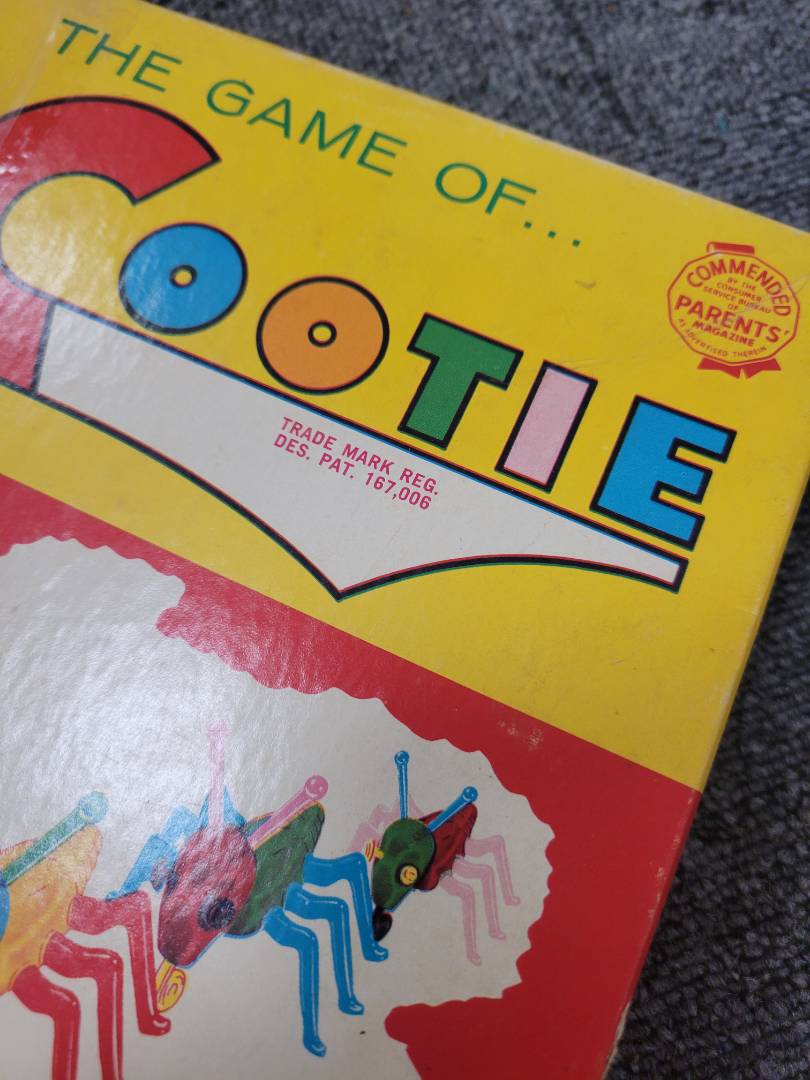 THE GAME OF...
COOTIE
TRADE MARK REG.
DES. PAT. 167,006
COMMENDED
BY THE
CONSUMER
SERVICE BUREAU
OF
PARENTS'
MAGAZINE
AS ADVERTISED THEREIN